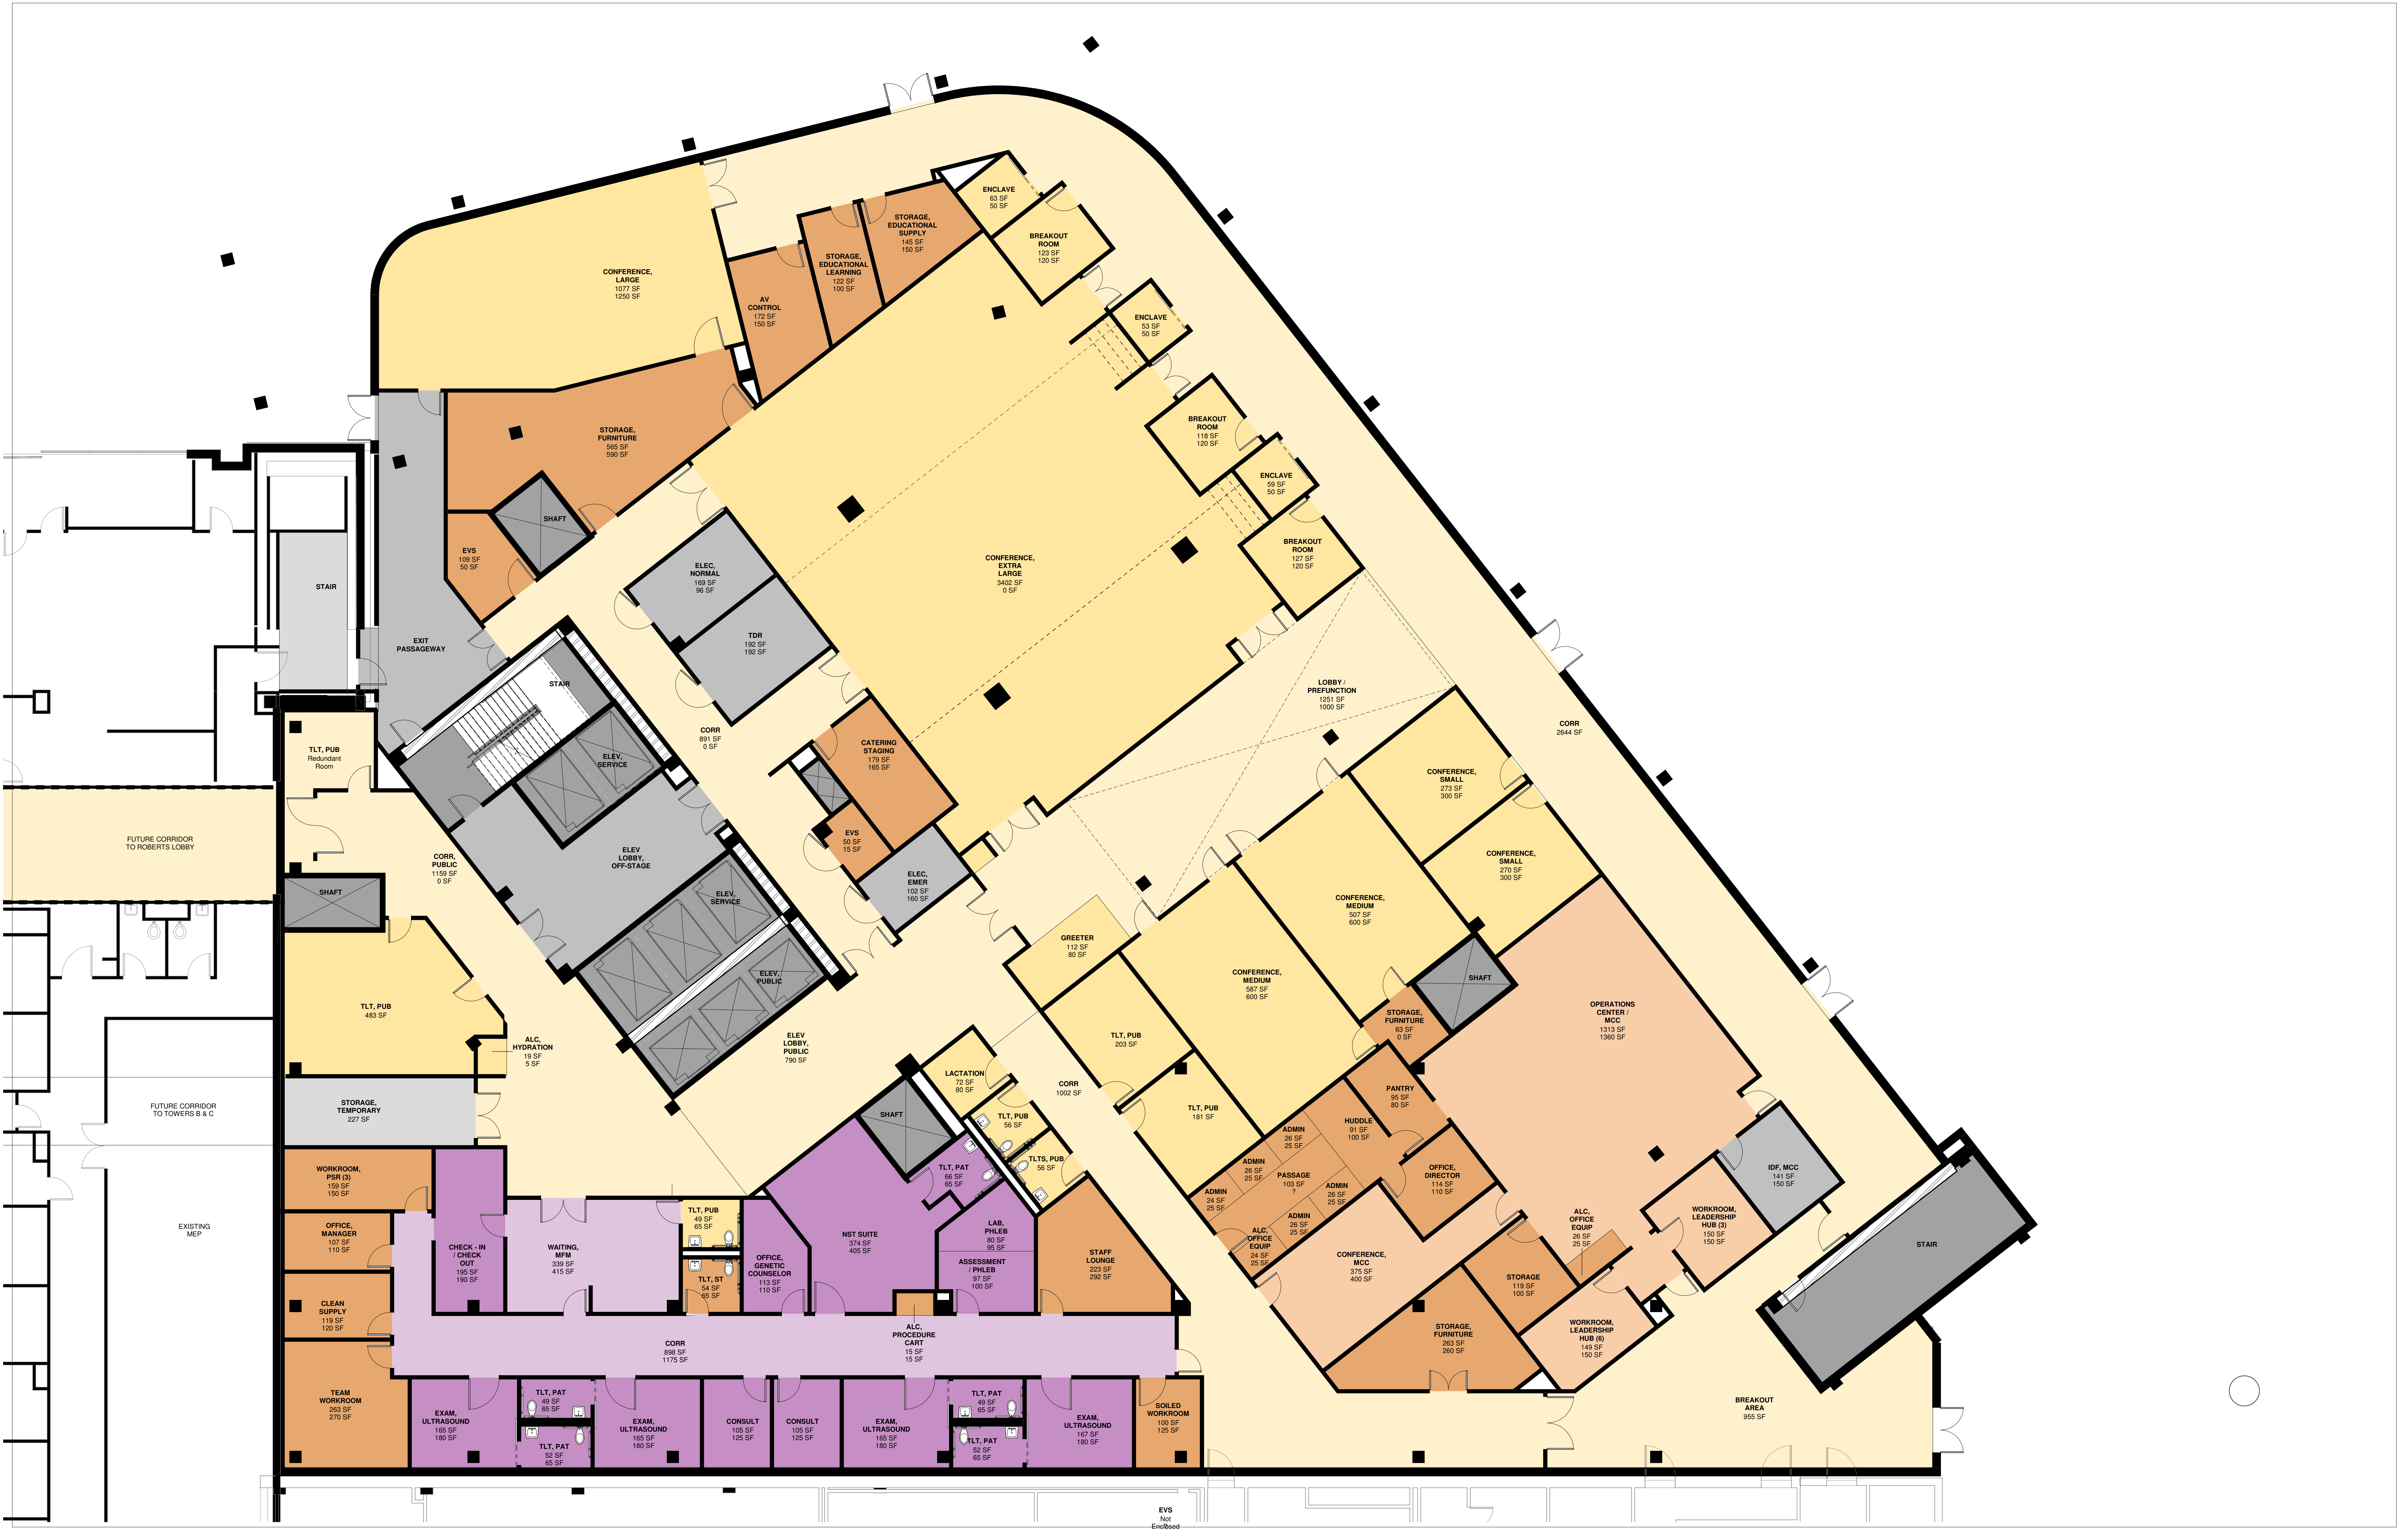 ENCLAVE
63 SF
50 SF
STORAGE,
EDUCATIONAL
SUPPLY
145 SF
150 SF
BREAKOUT
ROOM
123 SF
120 SF
STORAGE,
EDUCATIONAL
LEARNING
122 SF
100 SF
CONFERENCE,
LARGE
1077 SF
1250 SF
AV
CONTROL
172 SF
150 SF
ENCLAVE
53 SF
50 SF
BREAKOUT
ROOM
118 SF
120 SF
STORAGE,
FURNITURE
565 SF
590 SF
ENCLAVE
59 SF
50 SF
SHAFT
BREAKOUT
ROOM
127 SF
120 SF
EVS
109 SF
50 SF
CONFERENCE,
EXTRA
LARGE
3402 SF
0 SF
ELEC,
NORMAL
169 SF
96 SF
STAIR
TDR
192 SF
192 SF
EXIT
PASSAGEWAY
STAIR
LOBBY /
PREFUNCTION
1251 SF
1000 SF
CORR
2644 SF
CORR
891 SF
0 SF
TLT, PUB
Redundant
Room
CATERING
STAGING
179 SF
165 SF
ELEV,
SERVICE
CONFERENCE,
SMALL
273 SF
300 SF
FUTURE CORRIDOR
TO ROBERTS LOBBY
EVS
50 SF
15 SF
ELEV
LOBBY,
OFF-STAGE
CORR,
PUBLIC
1159 SF
0 SF
CONFERENCE,
SMALL
270 SF
300 SF
ELEC,
EMER
102 SF
160 SF
SHAFT
ELEV,
SERVICE
CONFERENCE,
MEDIUM
507 SF
600 SF
GREETER
112 SF
80 SF
ELEV,
PUBLIC
CONFERENCE,
MEDIUM
587 SF
600 SF
SHAFT
TLT, PUB
483 SF
OPERATIONS
CENTER /
MCC
1313 SF
1360 SF
STORAGE,
FURNITURE
63 SF
0 SF
ALC,
HYDRATION
19 SF
5 SF
ELEV
LOBBY,
PUBLIC
790 SF
TLT, PUB
203 SF
LACTATION
72 SF
80 SF
CORR
1002 SF
PANTRY
95 SF
80 SF
STORAGE,
TEMPORARY
227 SF
FUTURE CORRIDOR
TO TOWERS B & C
SHAFT
TLT, PUB
56 SF
TLT, PUB
181 SF
HUDDLE
91 SF
100 SF
ADMIN
26 SF
25 SF
TLTS, PUB
56 SF
ADMIN
26 SF
25 SF
WORKROOM,
PSR (3)
159 SF
150 SF
TLT, PAT
66 SF
65 SF
PASSAGE
103 SF
?
OFFICE,
DIRECTOR
114 SF
110 SF
IDF, MCC
141 SF
150 SF
ADMIN
24 SF
25 SF
ADMIN
26 SF
25 SF
ADMIN
26 SF
25 SF
TLT, PUB
49 SF
65 SF
ALC,
OFFICE
EQUIP
26 SF
25 SF
WORKROOM,
LEADERSHIP
HUB (3)
150 SF
150 SF
EXISTING
MEP
OFFICE,
MANAGER
107 SF
110 SF
NST SUITE
374 SF
405 SF
LAB,
PHLEB
80 SF
95 SF
ALC,
OFFICE
EQUIP
24 SF
25 SF
STAIR
CHECK - IN
/ CHECK
OUT
195 SF
190 SF
WAITING,
MFM
339 SF
415 SF
OFFICE,
GENETIC
COUNSELOR
113 SF
110 SF
STAFF
LOUNGE
223 SF
292 SF
CONFERENCE,
MCC
375 SF
400 SF
ASSESSMENT
/ PHLEB
97 SF
100 SF
TLT, ST
54 SF
65 SF
STORAGE
119 SF
100 SF
CLEAN
SUPPLY
119 SF
120 SF
WORKROOM,
LEADERSHIP
HUB (6)
149 SF
150 SF
STORAGE,
FURNITURE
263 SF
260 SF
ALC,
PROCEDURE
CART
15 SF
15 SF
CORR
898 SF
1175 SF
TEAM
WORKROOM
263 SF
270 SF
TLT, PAT
49 SF
65 SF
TLT, PAT
49 SF
65 SF
BREAKOUT
AREA
955 SF
EXAM,
ULTRASOUND
165 SF
180 SF
EXAM,
ULTRASOUND
165 SF
180 SF
CONSULT
105 SF
125 SF
CONSULT
105 SF
125 SF
EXAM,
ULTRASOUND
165 SF
180 SF
EXAM,
ULTRASOUND
167 SF
180 SF
SOILED
WORKROOM
100 SF
125 SF
TLT, PAT
52 SF
65 SF
TLT, PAT
52 SF
65 SF
EVS
Not